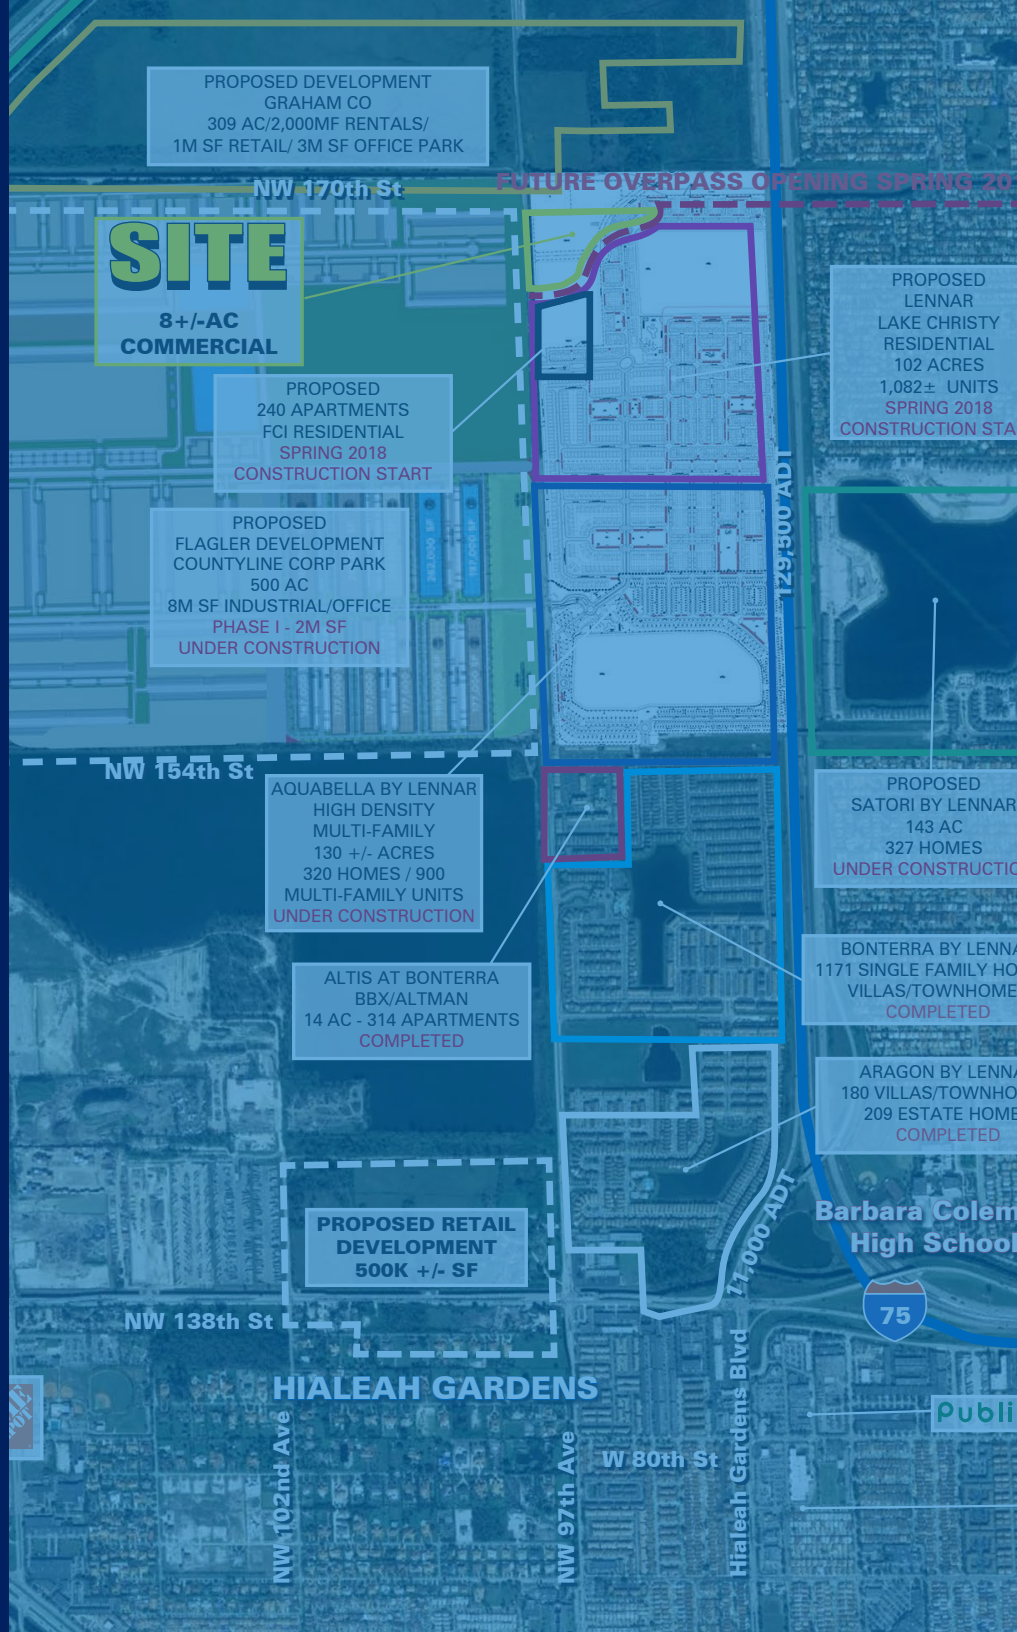 PROPOSED DEVELOPMENT
GRAHAM CO
309 AC/2,000MF RENTALS/
1M SF RETAIL/ 3M SF OFFICE PARK
NW 170th St
FUTURE OVERPASS OPENING SPRING 20
SITE
8+/-AC
COMMERCIAL
PROPOSED
LENNAR
LAKE CHRISTY
RESIDENTIAL
102 ACRES
1,082± UNITS
SPRING 2018
CONSTRUCTION STA
PROPOSED
240 APARTMENTS
FCI RESIDENTIAL
SPRING 2018
CONSTRUCTION START
129,500 ADT
PROPOSED
FLAGLER DEVELOPMENT
COUNTYLINE CORP PARK
500 AC
8M SF INDUSTRIAL/OFFICE
PHASE I - 2M SF
UNDER CONSTRUCTION
NW 154th St
AQUABELLA BY LENNAR
HIGH DENSITY
MULTI-FAMILY
130 +/- ACRES
320 HOMES / 900
MULTI-FAMILY UNITS
UNDER CONSTRUCTION
PROPOSED
SATORI BY LENNAR
143 AC
327 HOMES
UNDER CONSTRUCTIO
ALTIS AT BONTERRA
BBX/ALTMAN
14 AC - 314 APARTMENTS
COMPLETED
BONTERRA BY LENNA
1171 SINGLE FAMILY HO
VILLAS/TOWNHOME
COMPLETED
ARAGON BY LENNA
180 VILLAS/TOWNHO
209 ESTATE HOME
COMPLETED
11,000 ADT
Barbara Colem
High School
PROPOSED RETAIL
DEVELOPMENT
500K +/- SF
75
NW 138th St
HIALEAH GARDENS
Publi
NW 102nd Ave
NW 97th Ave
W 80th St
Hialeah Gardens Blvd